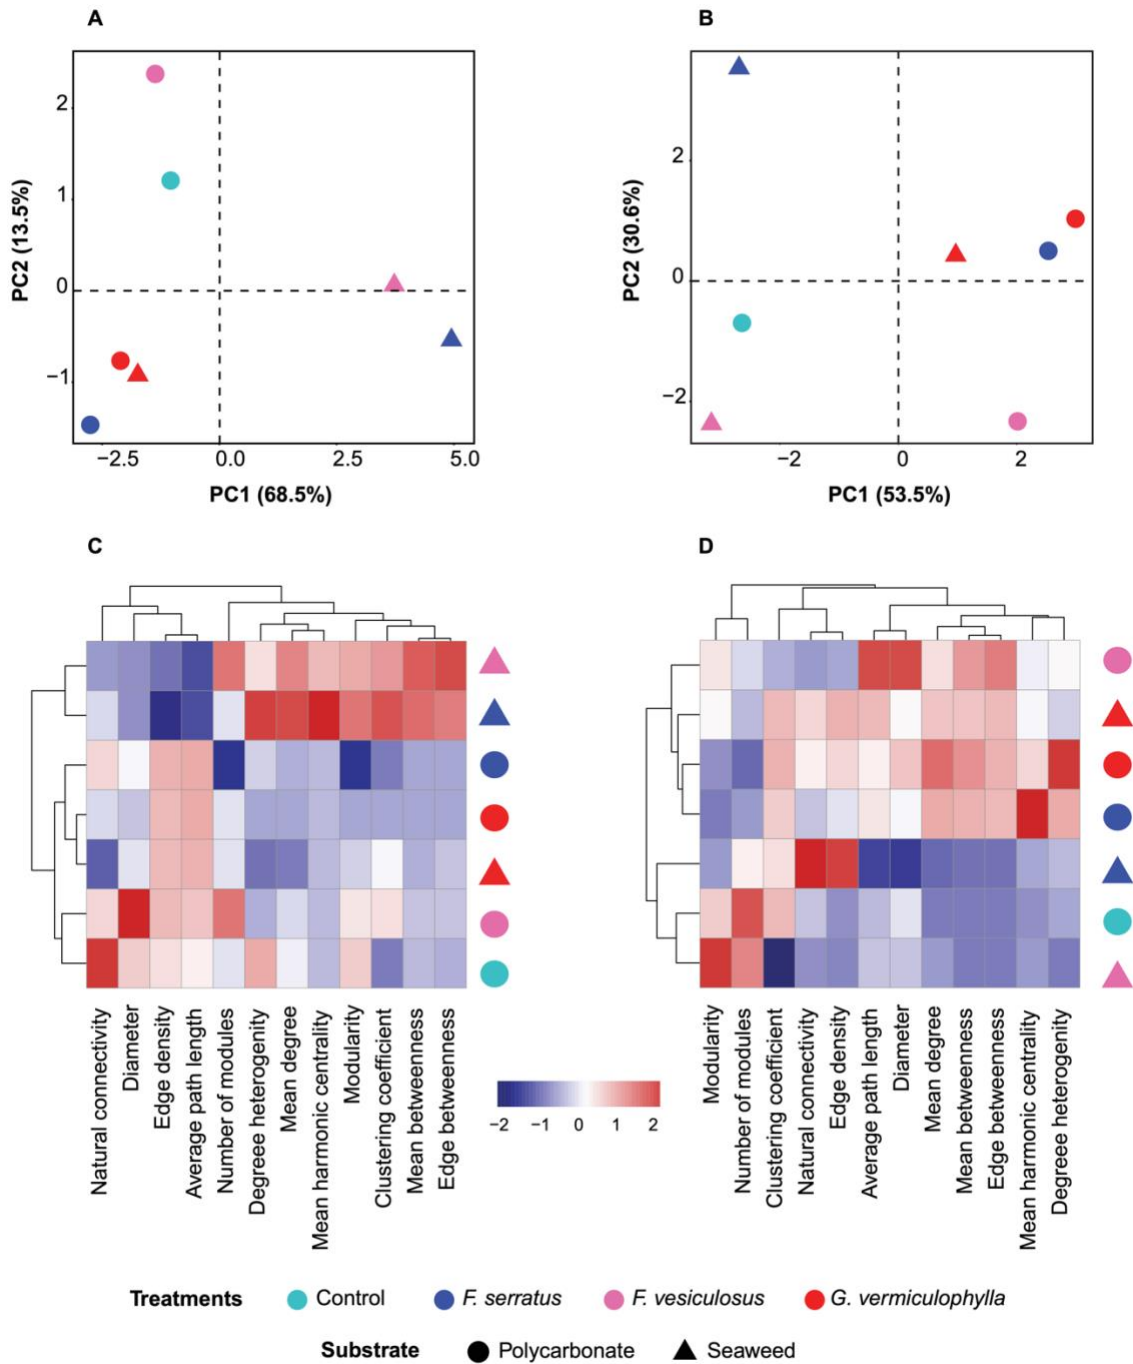 A
B
2
1
0
−1
PC2 (13.5%)
−2.5
0.0
2.5
5.0
PC1 (68.5%)
2
0
−2
PC2 (30.6%)
−2
0
2
PC1 (53.5%)
C
D
Natural connectivity
Diameter
Edge density
Average path length
Number of modules
Degreee heterogenity
Mean degree
Mean harmonic centrality
Modularity
Clustering coefficient
Mean betweenness
Edge betweenness
−2 −1 0 1 2
Modularity
Number of modules
Clustering coefficient
Natural connectivity
Edge density
Average path length
Diameter
Mean degree
Mean betweenness
Edge betweenness
Mean harmonic centrality
Degreee heterogenity
Treatments Control F. serratus F. vesiculosus G. vermiculophylla
Substrate Polycarbonate Seaweed